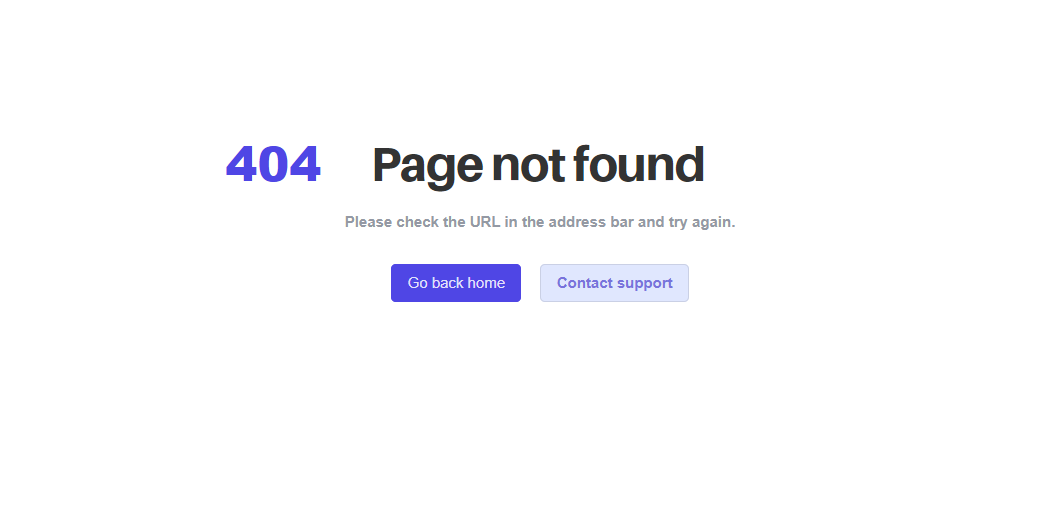 404 Page not found
Please check the URL in the address bar and try again.
Go back home Contact support